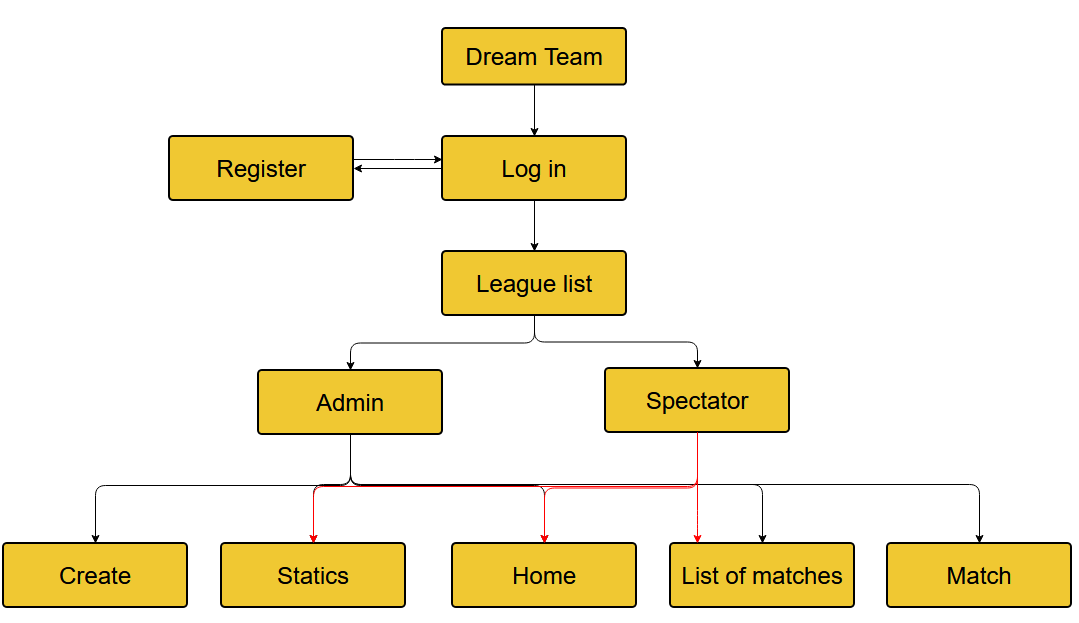 Dream Team
Register
Log in
League list
Admin
Spectator
Create
Statics
Home
List of matches
Match